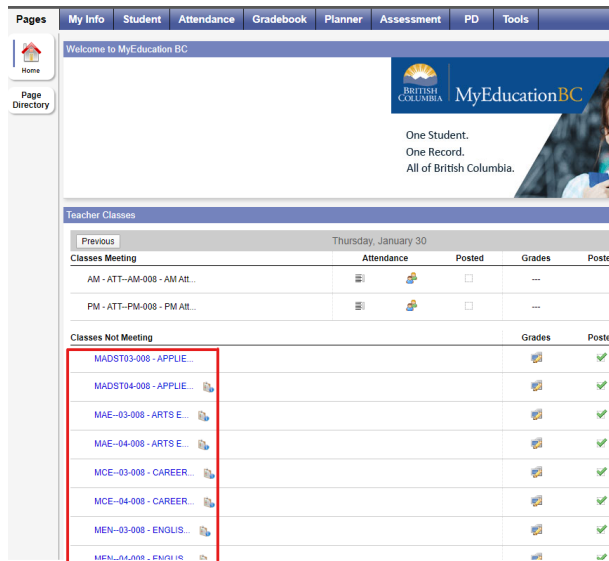 Pages My Info Student Attendance Gradebook Planner Assessment PD Tools
Home
Page
Directory
Welcome to MyEducation BC
BRITISH
COLUMBIA
MyEducationBC
One Student.
One Record.
All of British Columbia.
Teacher Classes
Previous Thursday, January 30
Classes Meeting Attendance Posted Grades Poste
AM - ATT--AM-008 - AM Att... ---
PM - ATT--PM-008 - PM Att... ---
Classes Not Meeting Grades Poste
MADST03-008 - APPLIE...
MADST04-008 - APPLIE...
MAE--03-008 - ARTS E...
MAE--04-008 - ARTS E...
MCE--03-008 - CAREER...
MCE--04-008 - CAREER...
MEN--03-008 - ENGLIS...
MEN--04-008 - ENGLIS...